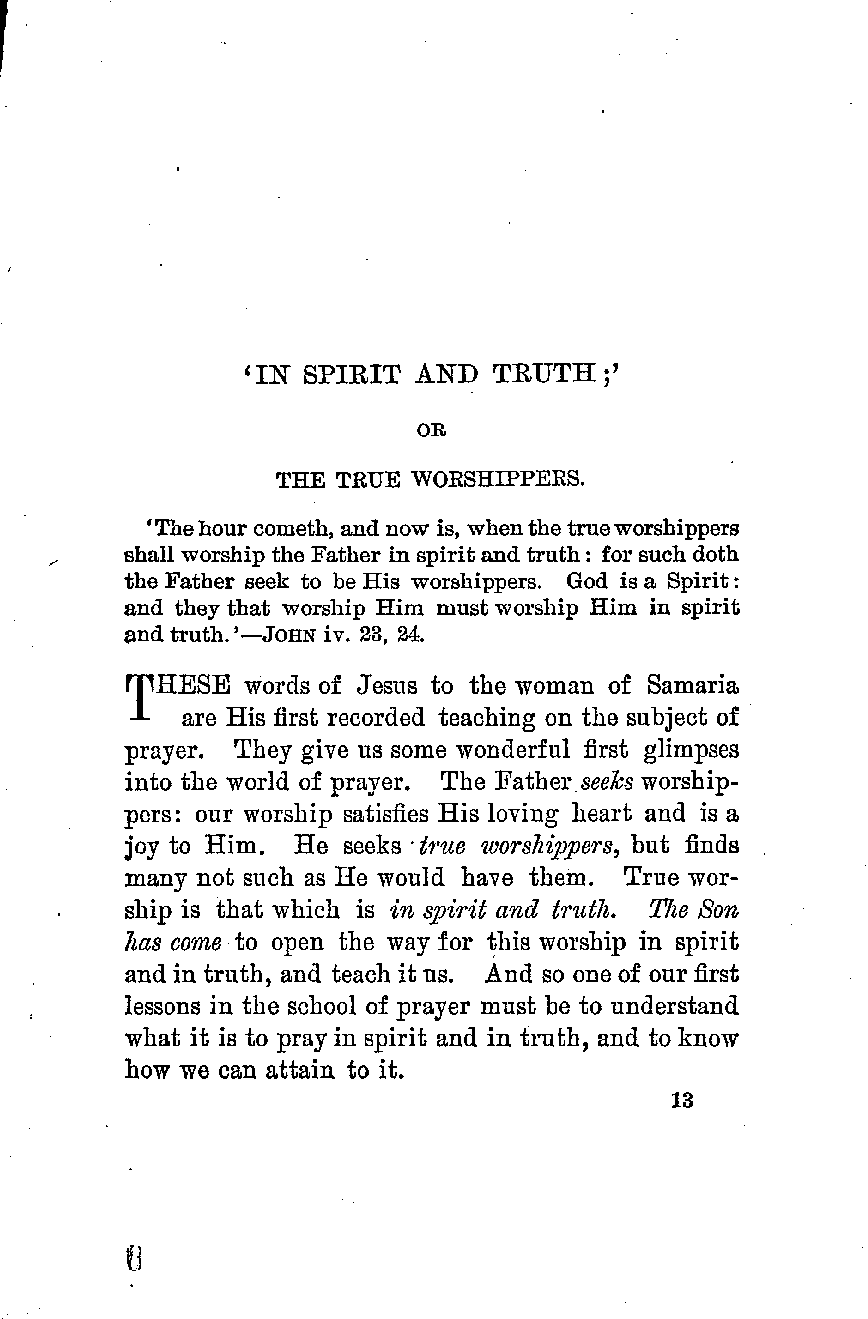 ‘IN SPIRIT AND TRUTH;’
OR
THE TRUE WORSHIPPERS.
‘The hour cometh, and now is, when the true worshippers
shall worship the Father in spirit and truth: for such doth
the Father seek to be His worshippers. God is a Spirit:
and they that worship Him must worship Him in spirit
and truth.’—JOHN iv. 23, 24.
THESE words of Jesus to the woman of Samaria
are His first recorded teaching on the subject of
prayer. They give us some wonderful first glimpses
into the world of prayer. The Father seeks worship-
pers: our worship satisfies His loving heart and is a
joy to Him. He seeks true worshippers, but finds
many not such as He would have them. True wor-
ship is that which is in spirit and truth. The Son
has come to open the way for this worship in spirit
and in truth, and teach it us. And so one of our first
lessons in the school of prayer must be to understand
what it is to pray in spirit and in truth, and to know
how we can attain to it.
13